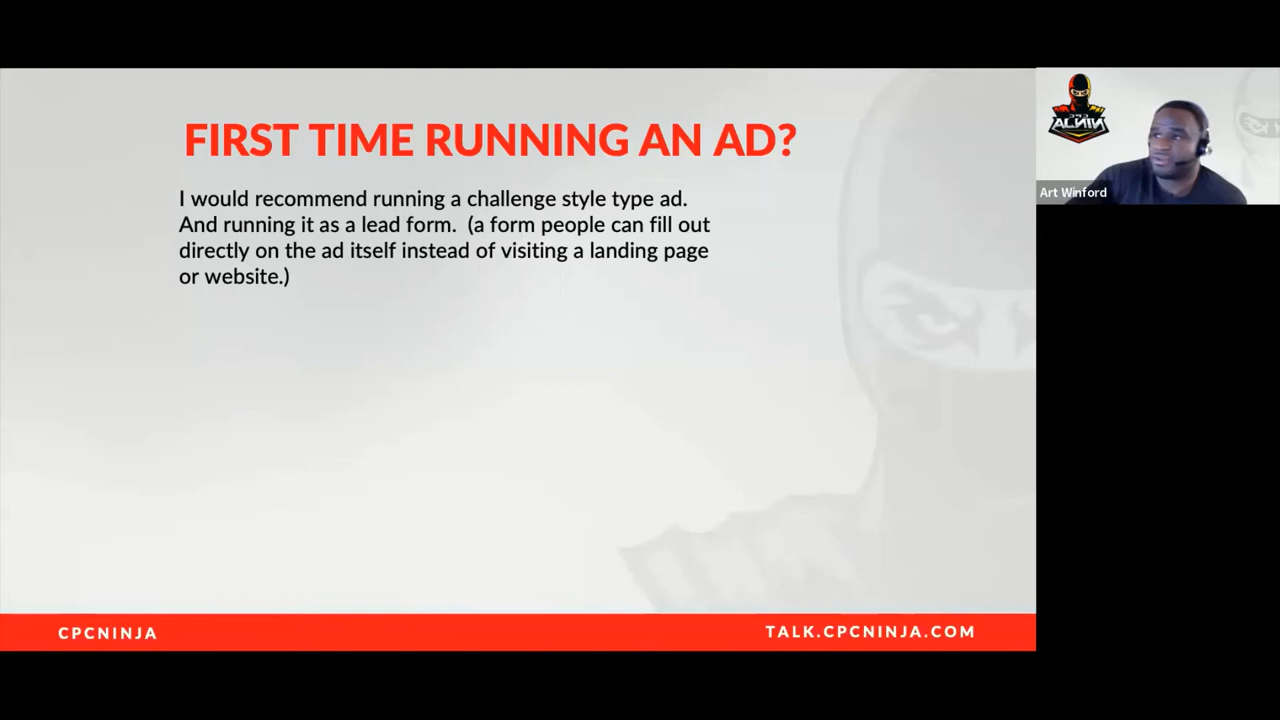 FIRST TIME RUNNING AN AD?
I would recommend running a challenge style type ad.
And running it as a lead form.  (a form people can fill out
directly on the ad itself instead of visiting a landing page
or website.)
CPCNINJA
TALK.CPCNINJA.COM
CPC
NINJA
Art Winford